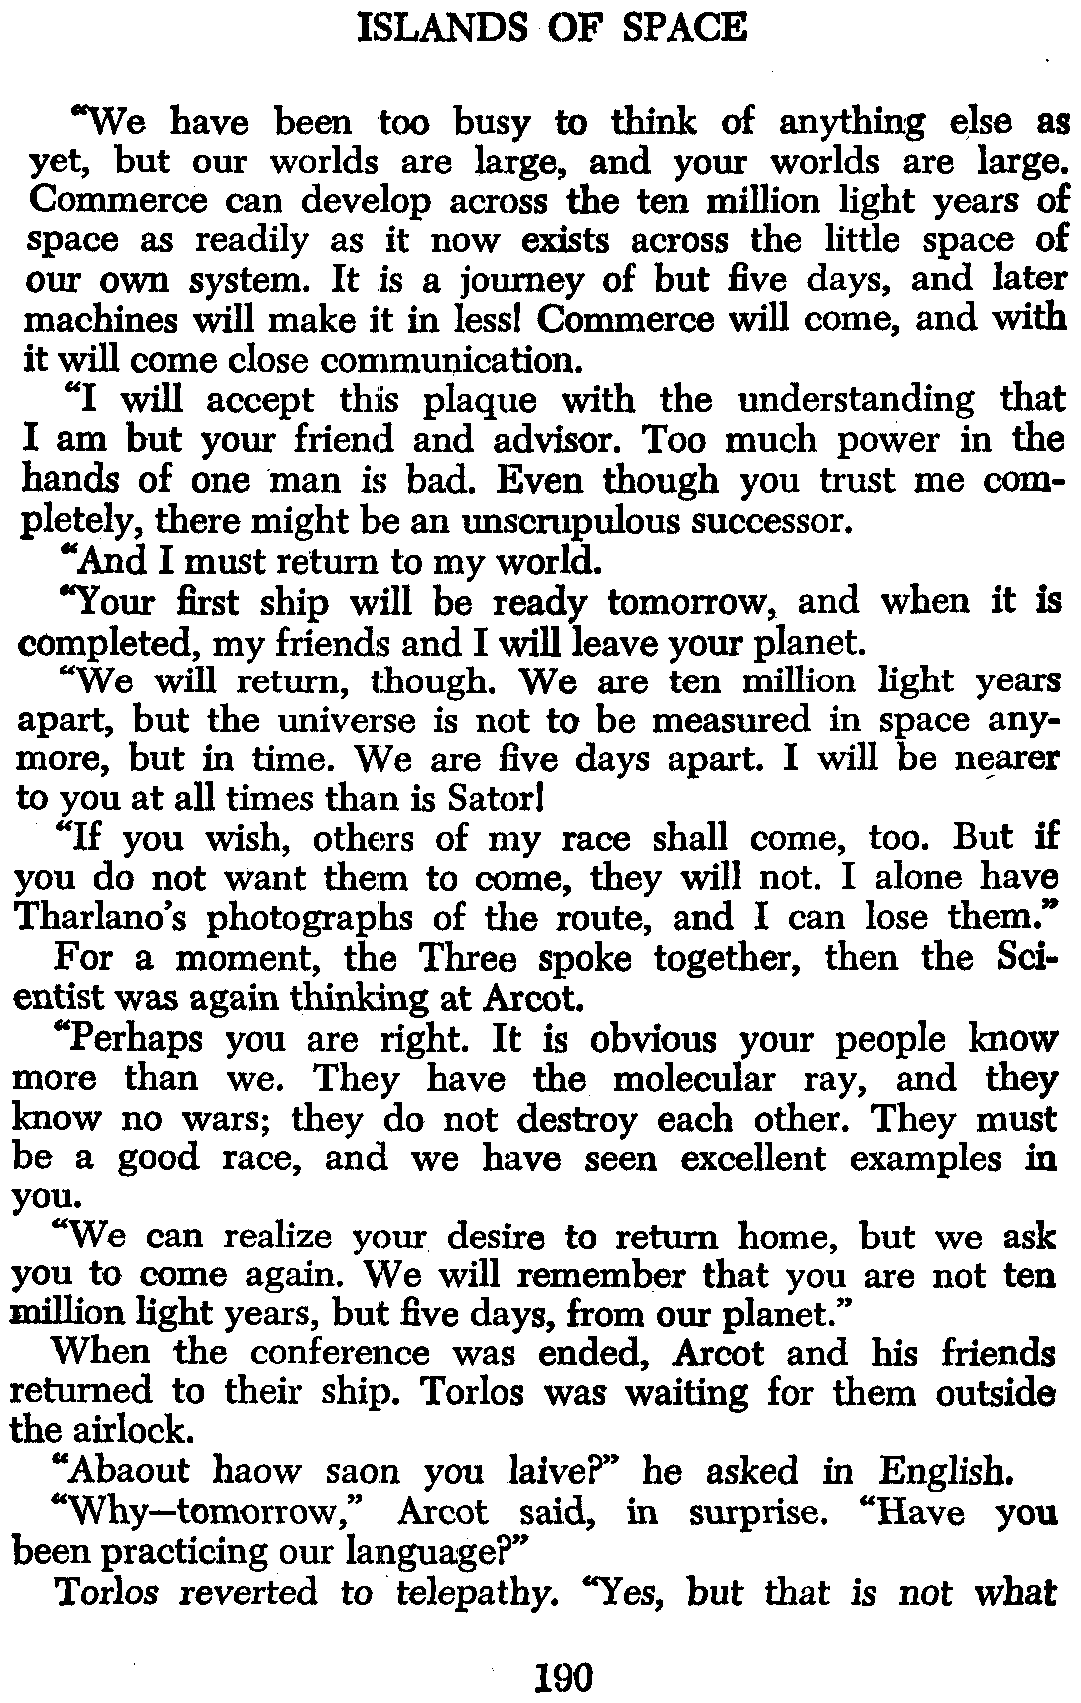 ISLANDS OF SPACE
“We have been too busy to think of anything else as
yet, but our worlds are large, and your worlds are large.
Commerce can develop across the ten million light years of
space as readily as it now exists across the little space of
our own system. It is a journey of but five days, and later
machines will make it in less! Commerce will come, and with
it will come close communication.
“I will accept this plaque with the understanding that
I am but your friend and advisor. Too much power in the
hands of one man is bad. Even though you trust me com-
pletely, there might be an unscrupulous successor.
“And I must return to my world.
“Your first ship will be ready tomorrow, and when it is
completed, my friends and I will leave your planet.
“We will return, though. We are ten million light years
apart, but the universe is not to be measured in space any-
more, but in time. We are five days apart. I will be nearer
to you at all times than is Sator!
“If you wish, others of my race shall come, too. But if
you do not want them to come, they will not. I alone have
Tharlano’s photographs of the route, and I can lose them.”
For a moment, the Three spoke together, then the Sci-
entist was again thinking at Arcot.
“Perhaps you are right. It is obvious your people know
more than we. They have the molecular ray, and they
know no wars; they do not destroy each other. They must
be a good race, and we have seen excellent examples in
you.
“We can realize your desire to return home, but we ask
you to come again. We will remember that you are not ten
million light years, but five days, from our planet.”
When the conference was ended, Arcot and his friends
returned to their ship. Torlos was waiting for them outside
the airlock.
“Abaout haow saon you laive?” he asked in English.
“Why—tomorrow,” Arcot said, in surprise. “Have you
been practicing our language?”
Torlos reverted to telepathy. “Yes, but that is not what
190